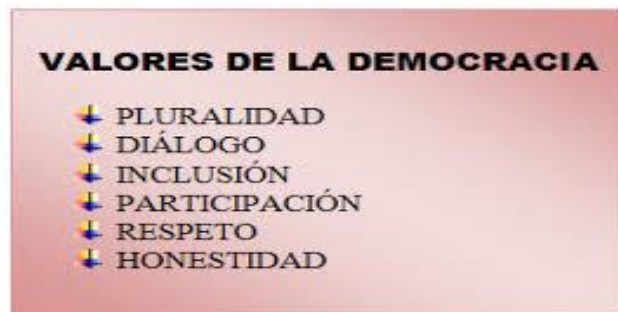 VALORES DE LA DEMOCRACIA
PLURALIDAD
DIÁLOGO
INCLUSIÓN
PARTICIPACIÓN
RESPETO
HONESTIDAD